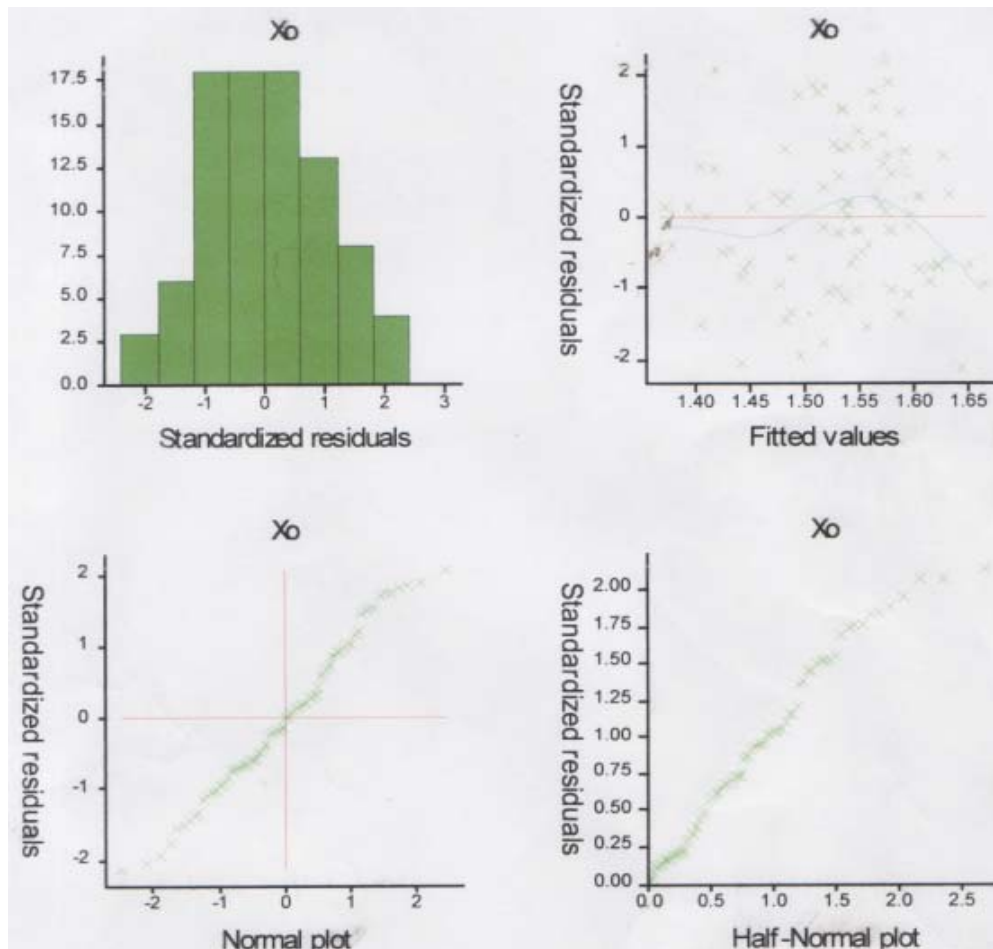 Xo
17.5
15.0
12.5
10.0
7.5
5.0
2.5
0.0
-2 -1 0 1 2 3
Standardized residuals
Xo
Standardized residuals
2
1
0
-1
-2
1.40 1.45 1.50 1.55 1.60 1.65
Fitted values
Xo
Standardized residuals
2
1
0
-1
-2
-2 -1 0 1 2
Normal plot
Xo
Standardized residuals
2.00
1.75
1.50
1.25
1.00
0.75
0.50
0.25
0.00
0.0 0.5 1.0 1.5 2.0 2.5
Half-Normal plot